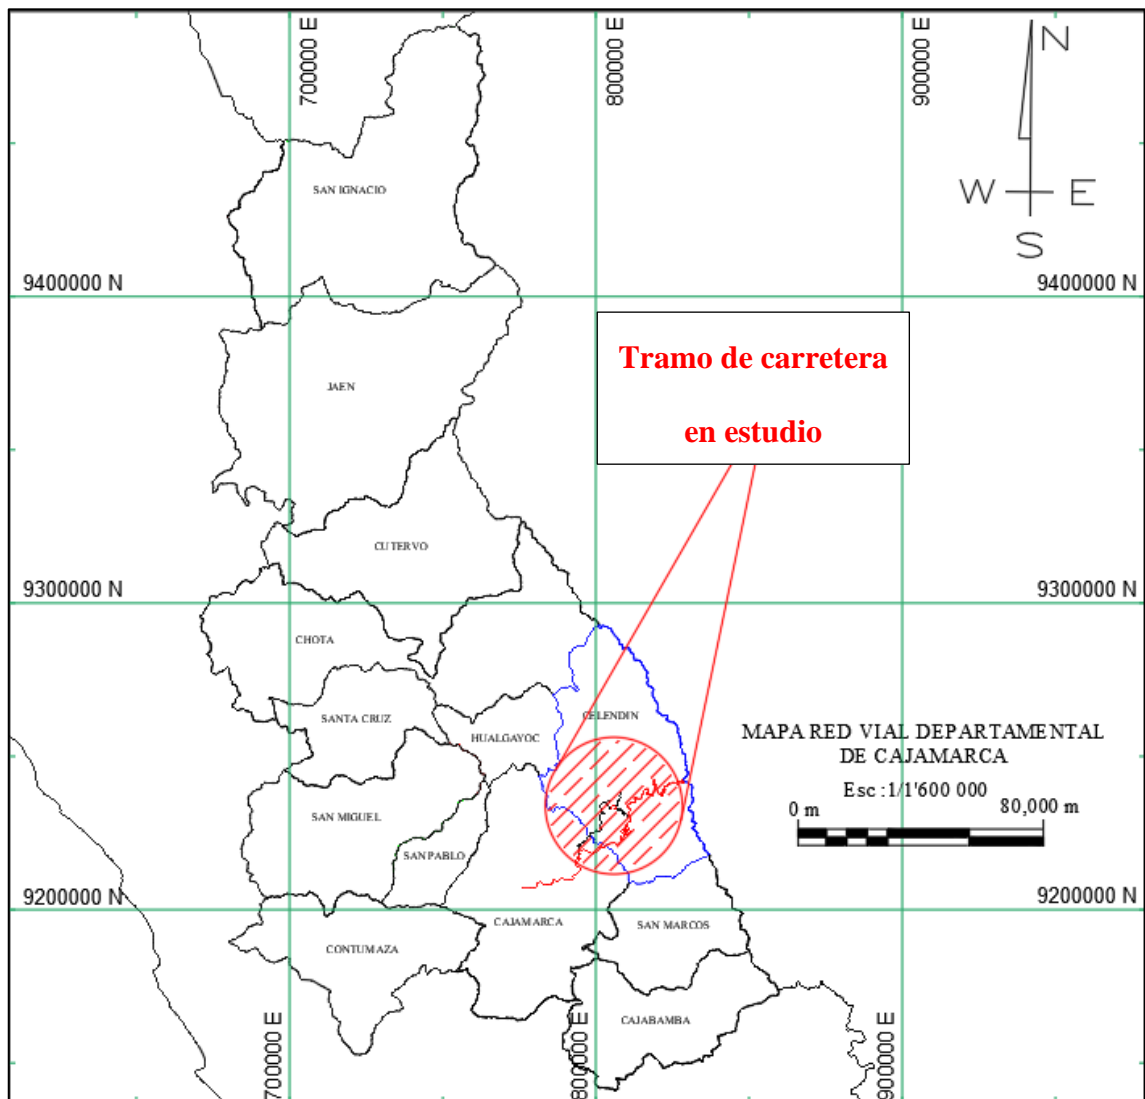 700000 E
800000 E
900000 E
N
W E
S
SAN IGNACIO
9400000 N
9400000 N
Tramo de carretera
en estudio
JAEN
CUTERVO
9300000 N
9300000 N
CHOTA
SANTA CRUZ
CELENDIN
HUALGAYOC
MAPA RED VIAL DEPARTAMENTAL
DE CAJAMARCA
Esc : 1/1'600 000
0 m
80,000 m
SAN MIGUEL
SAN PABLO
9200000 N
9200000 N
CAJAMARCA
SAN MARCOS
CONTUMAZA
CAJABAMBA
700000 E
800000 E
900000 E